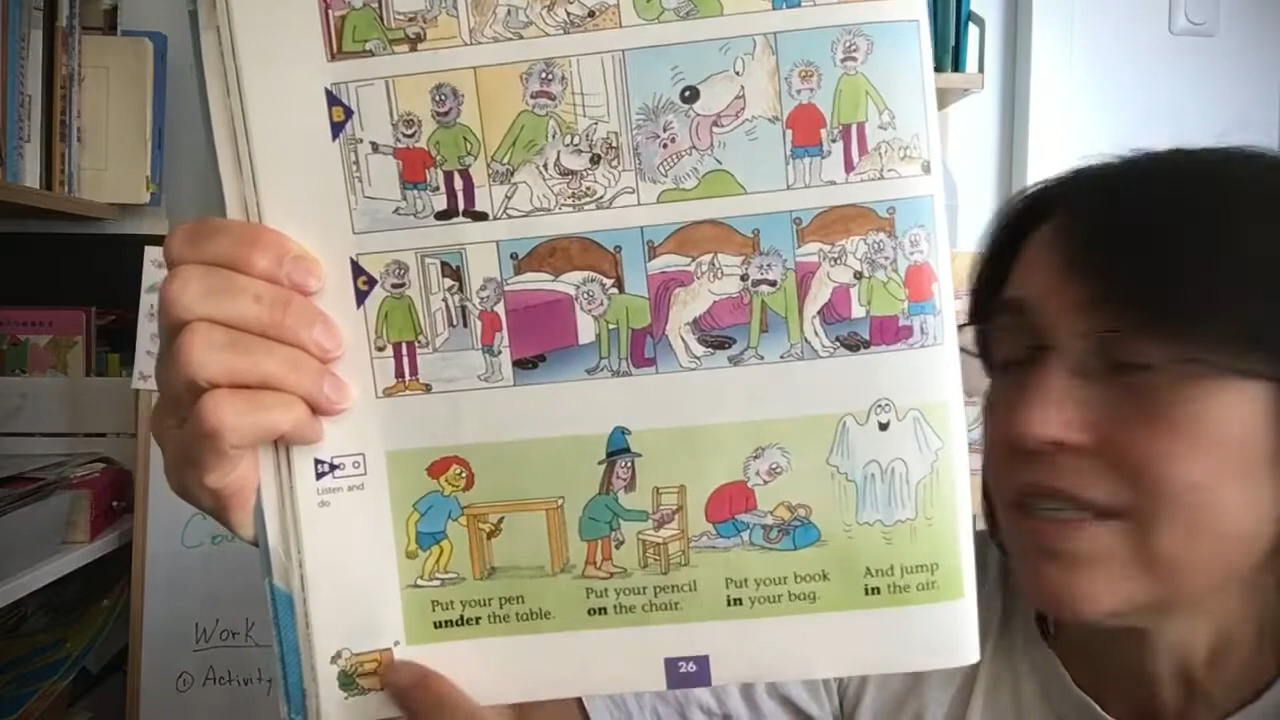 B
C
Listen and
do
Put your pen
under the table.
Put your pencil
on the chair.
Put your book
in your bag.
And jump
in the air.
26
Work
① Activity